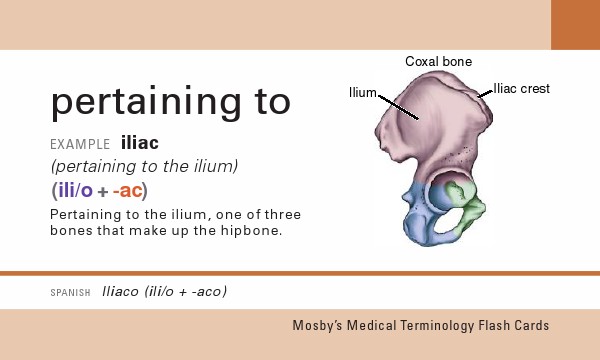 Coxal bone
Ilium
Iliac crest
pertaining to
EXAMPLE iliac
(pertaining to the ilium)
(ili/o + -ac)
Pertaining to the ilium, one of three
bones that make up the hipbone.
SPANISH Iliaco (ili/o + -aco)
Mosby's Medical Terminology Flash Cards